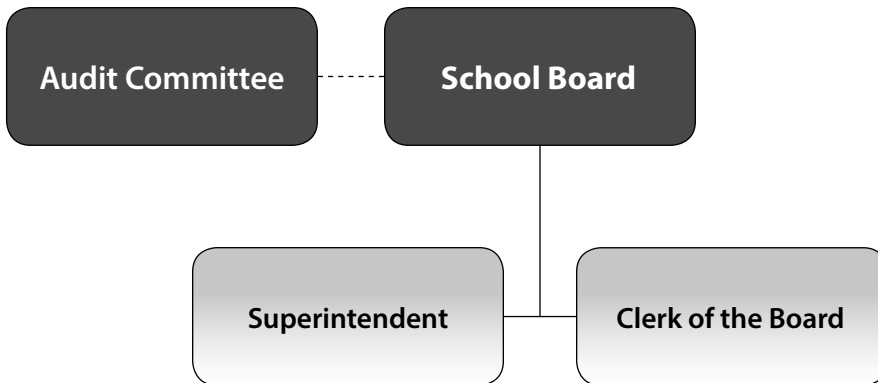 Audit Committee
School Board
Superintendent
Clerk of the Board